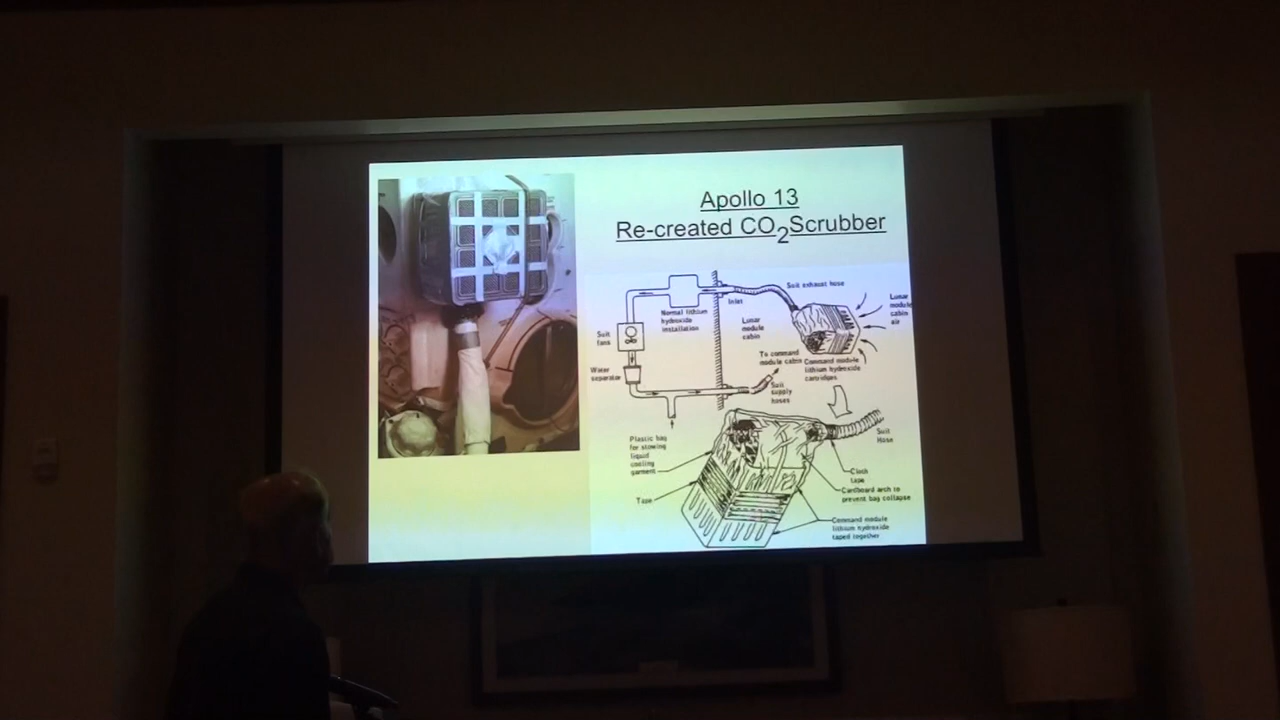 Apollo 13
Re-created CO2Scrubber
Suit exhaust hose
Inlet
Normal lithium
hydroxide
installation
Lunar
module
cabin
Lunar
module
cabin
air
Suit
fans
Water
separator
To command
module cabin
Command module
lithium hydroxide
cartridges
Suit
supply
hoses
Plastic bag
for stowing
liquid
cooling
garment
Suit
Hose
Tape
Cloth
tape
Cardboard arch to
prevent bag collapse
Command module
lithium hydroxide
taped together